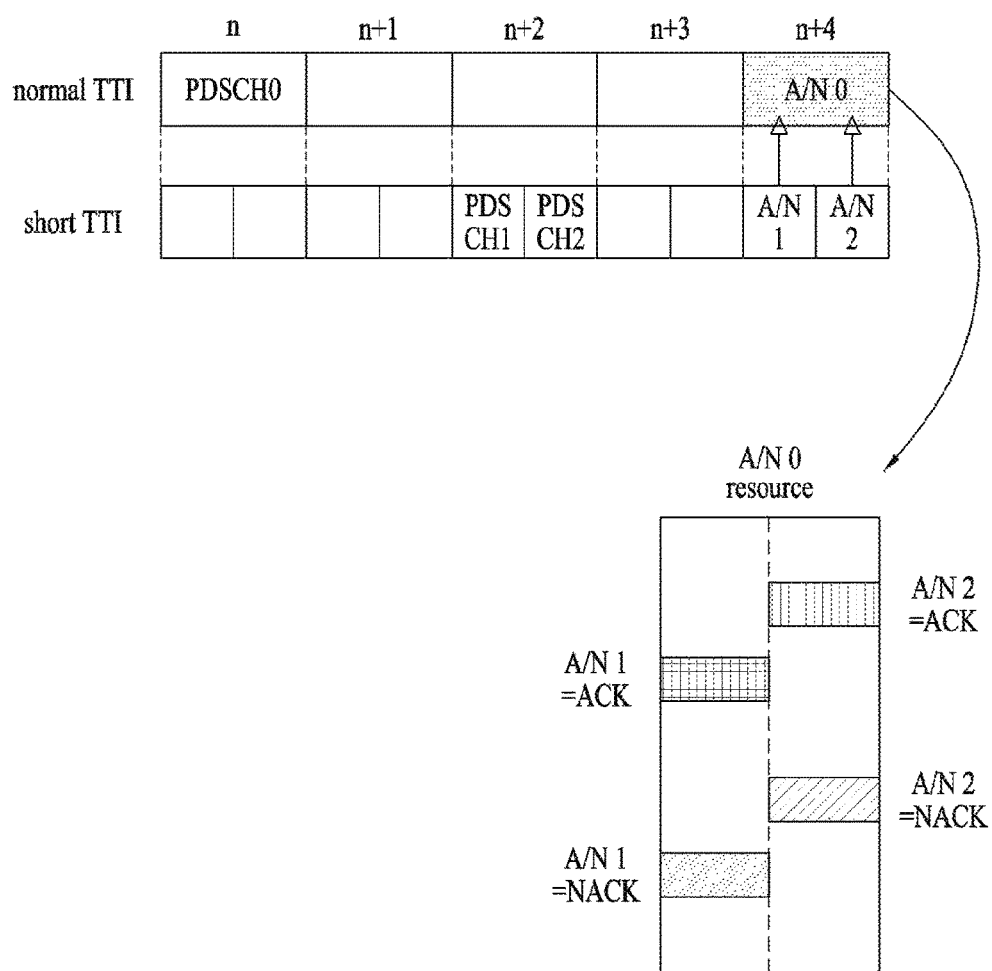 n n+1 n+2 n+3 n+4
normal TTI PDSCH0 A/N 0
short TTI
PDS
CH1
PDS
CH2
A/N
1
A/N
2
A/N 0
resource
A/N 2
=ACK
A/N 1
=ACK
A/N 2
=NACK
A/N 1
=NACK